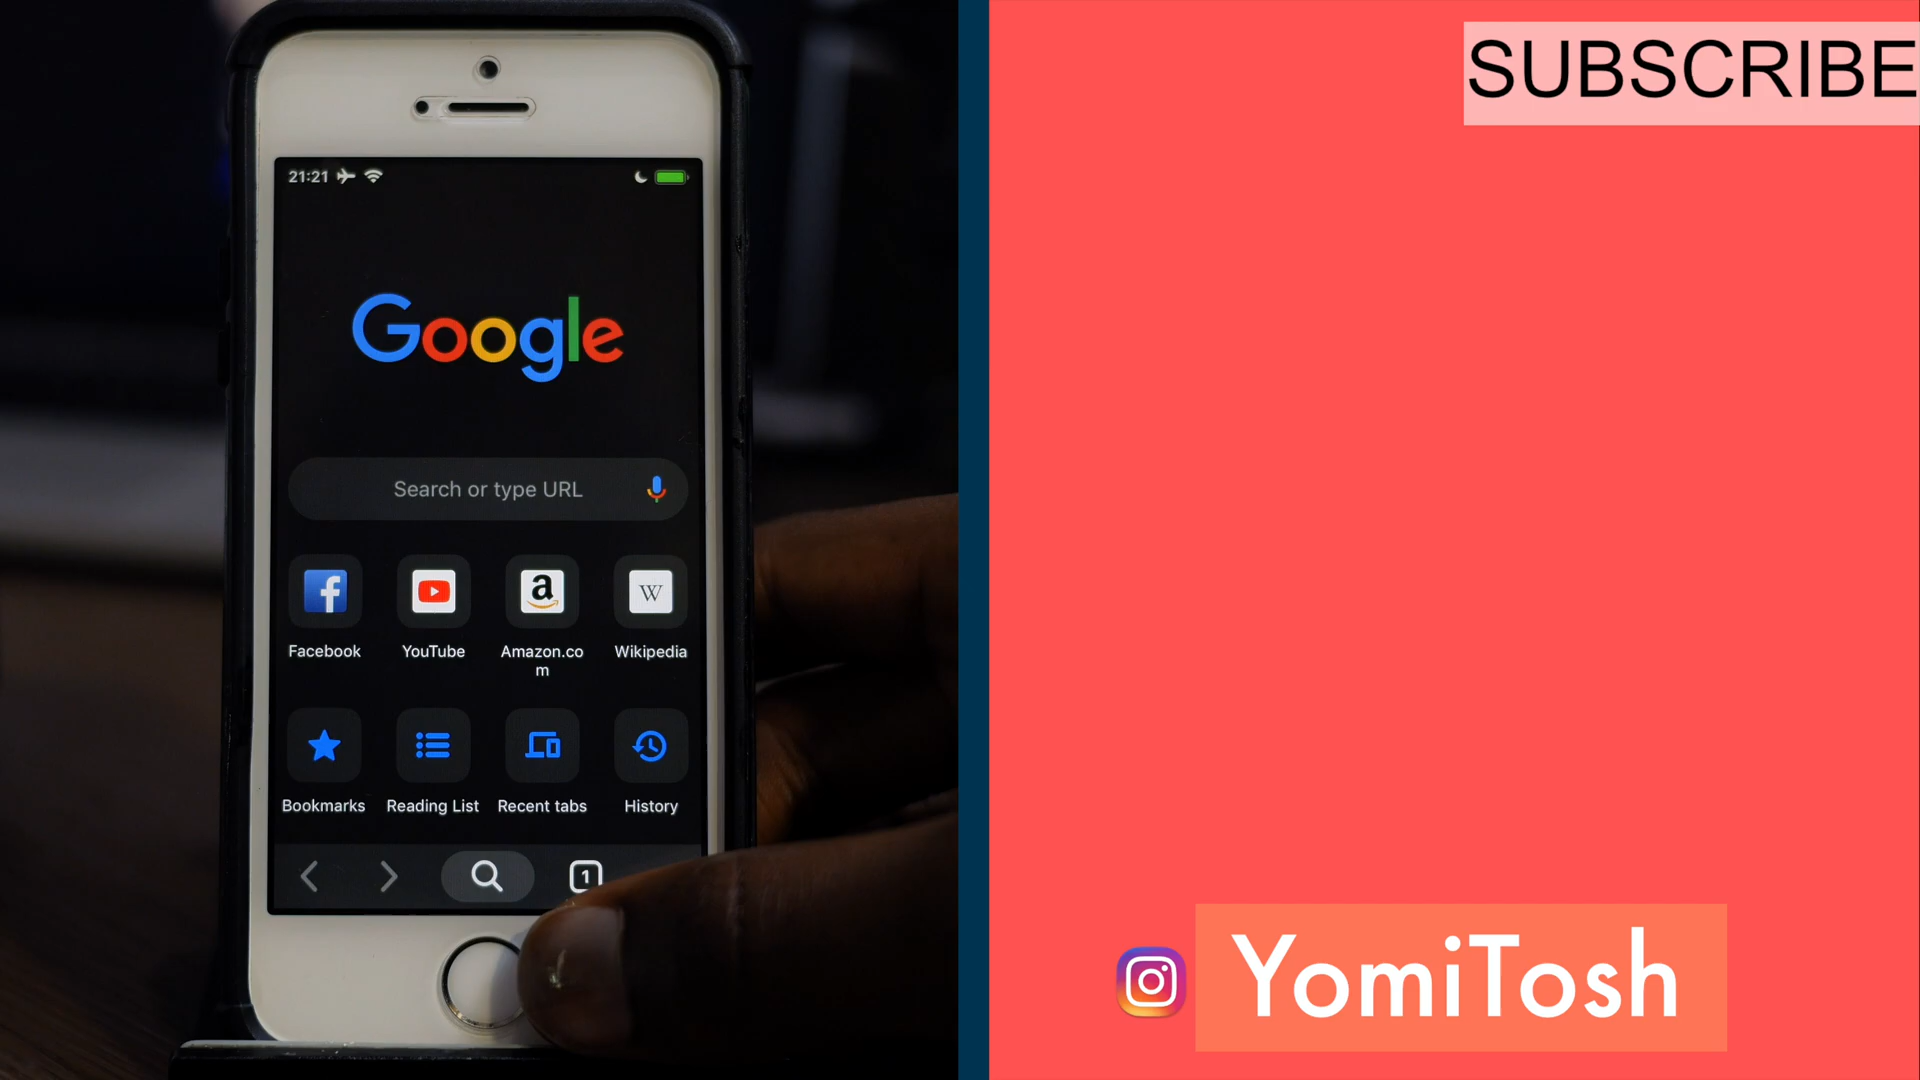 21:21
Google
Search or type URL
Facebook
YouTube
Amazon.co
m
Wikipedia
Bookmarks
Reading List
Recent tabs
History
1
SUBSCRIBE
YomiTosh